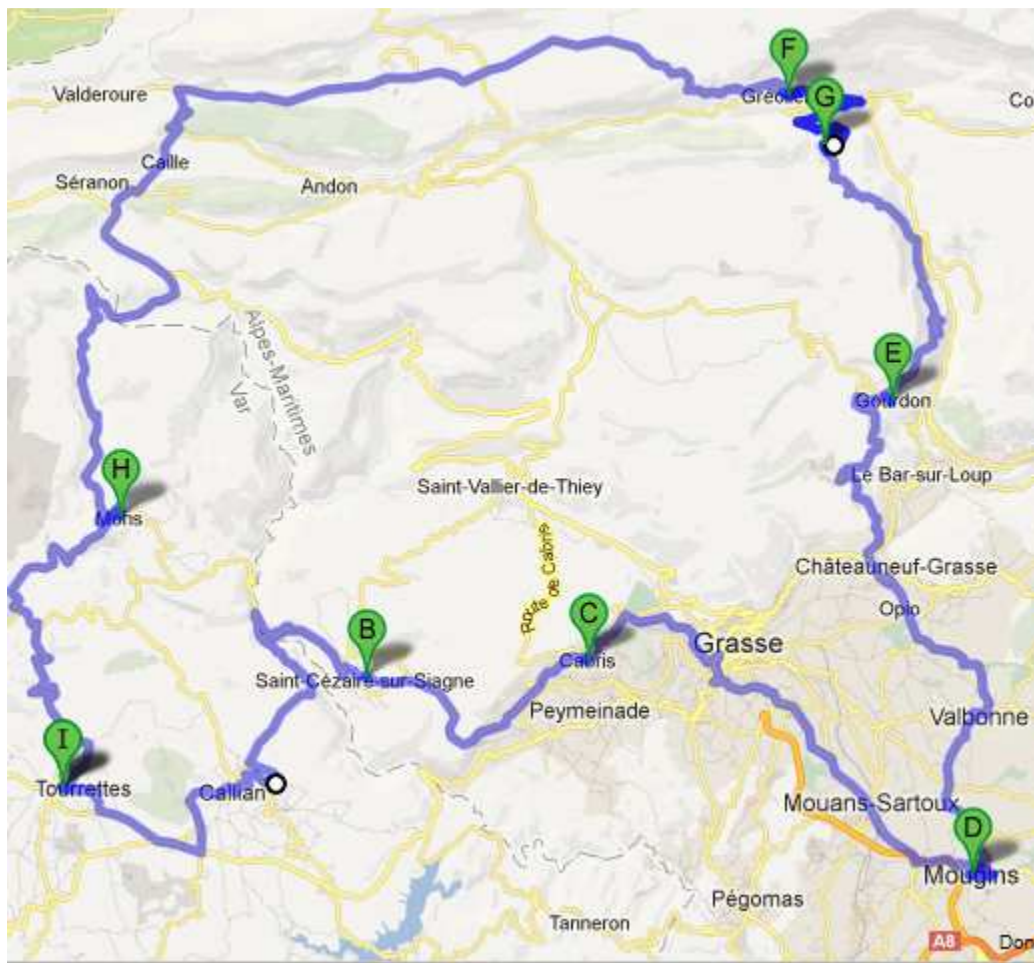 F
Valderoure
Gréolières
G
Co
Caille
Séranon
Andon
Alpes-Maritimes
Var
E
Gourdon
H
Mons
Saint-Vallier-de-Thiey
Le Bar-sur-Loup
Route de Cabris
Châteauneuf-Grasse
Opio
B
C
Cabris
Grasse
Saint-Cézaire-sur-Siagne
Peymeinade
Valbonne
I
Tourrettes
Callian
Mouans-Sartoux
D
Mougins
Pégomas
Tanneron
A8
Don